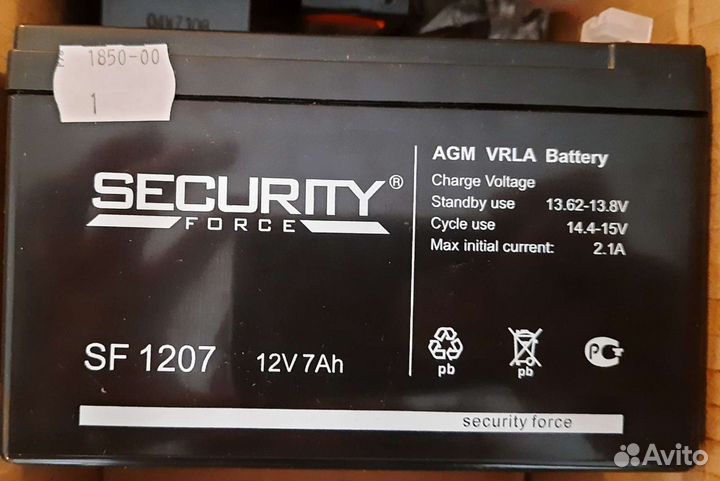 1850-00
1
SECURITY®
FORCE
SF 1207 12V 7Ah
AGM VRLA Battery
Charge Voltage
Standby use 13.62-13.8V
Cycle use 14.4-15V
Max initial current: 2.1A
pb pb
security force
Avito